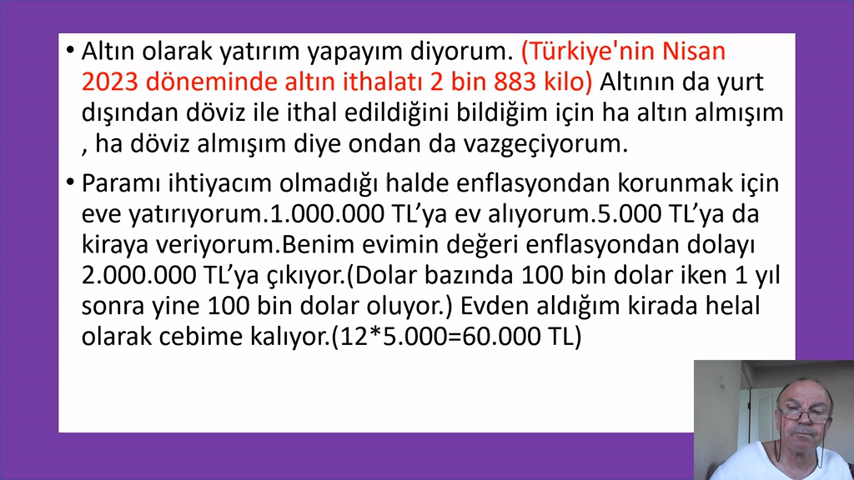 • Altın olarak yatırım yapayım diyorum. (Türkiye'nin Nisan
2023 döneminde altın ithalatı 2 bin 883 kilo) Altının da yurt
dışından döviz ile ithal edildiğini bildiğim için ha altın almışım
, ha döviz almışım diye ondan da vazgeçiyorum.
• Paramı ihtiyacım olmadığı halde enflasyondan korunmak için
eve yatırıyorum.1.000.000 TL’ya ev alıyorum.5.000 TL’ya da
kiraya veriyorum.Benim evimin değeri enflasyondan dolayı
2.000.000 TL’ya çıkıyor.(Dolar bazında 100 bin dolar iken 1 yıl
sonra yine 100 bin dolar oluyor.) Evden aldığım kirada helal
olarak cebime kalıyor.(12*5.000=60.000 TL)